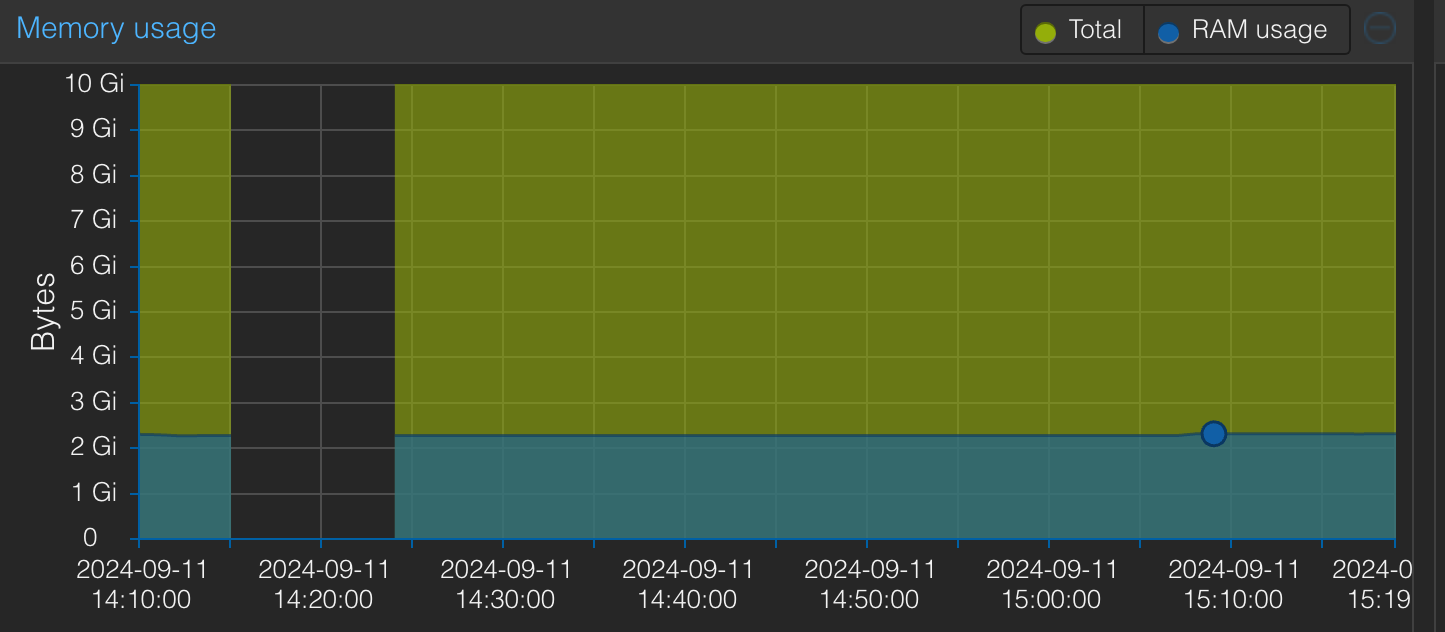 Memory usage
Total
RAM usage
10 Gi
9 Gi
8 Gi
7 Gi
6 Gi
5 Gi
4 Gi
3 Gi
2 Gi
1 Gi
0
Bytes
2024-09-11 2024-09-11 2024-09-11 2024-09-11 2024-09-11 2024-09-11 2024-09-11 2024-0
14:10:00 14:20:00 14:30:00 14:40:00 14:50:00 15:00:00 15:10:00 15:19